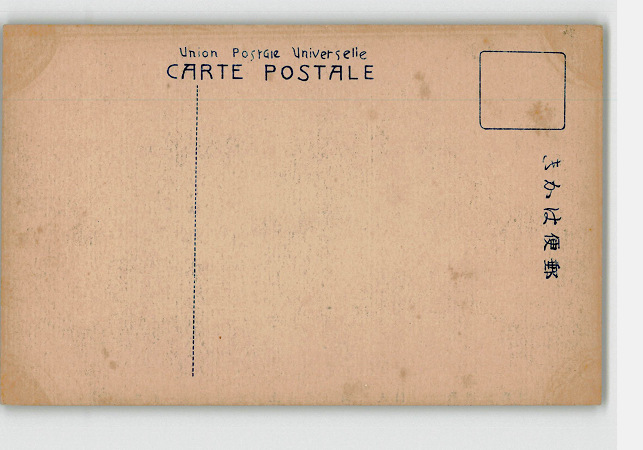 Union Postale Universelle
CARTE POSTALE
郵便はかき